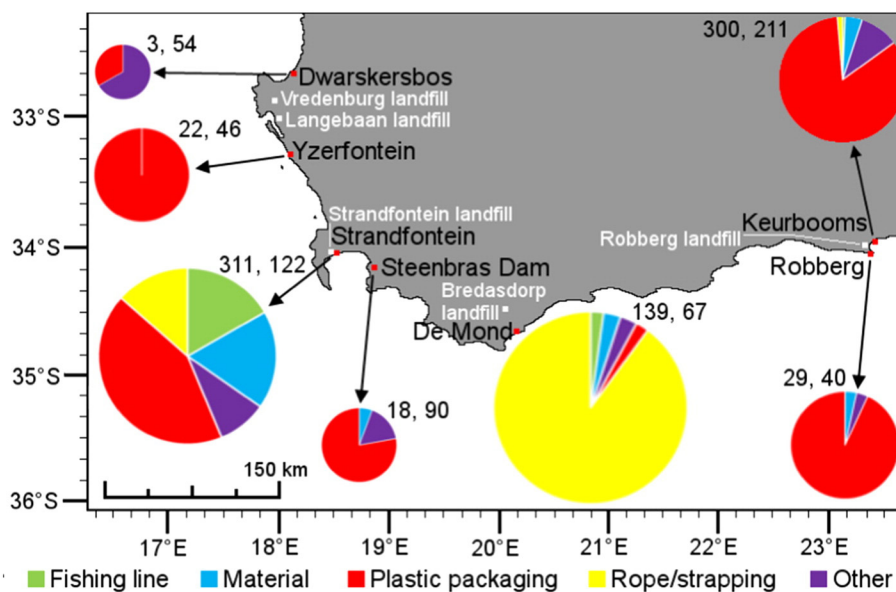 3, 54
300, 211
Dwarskersbos
Vredenburg landfill
33°S
Langebaan landfill
22, 46
Yzerfontein
Strandfontein landfill
Keurbooms
34°S
Strandfontein
Robberg landfill
311, 122
Steenbras Dam
Robberg
Bredasdorp
landfill
139, 67
De Mond
35°S
29, 40
18, 90
150 km
36°S
17°E
18°E
19°E
20°E
21°E
22°E
23°E
Fishing line
Material
Plastic packaging
Rope/strapping
Other